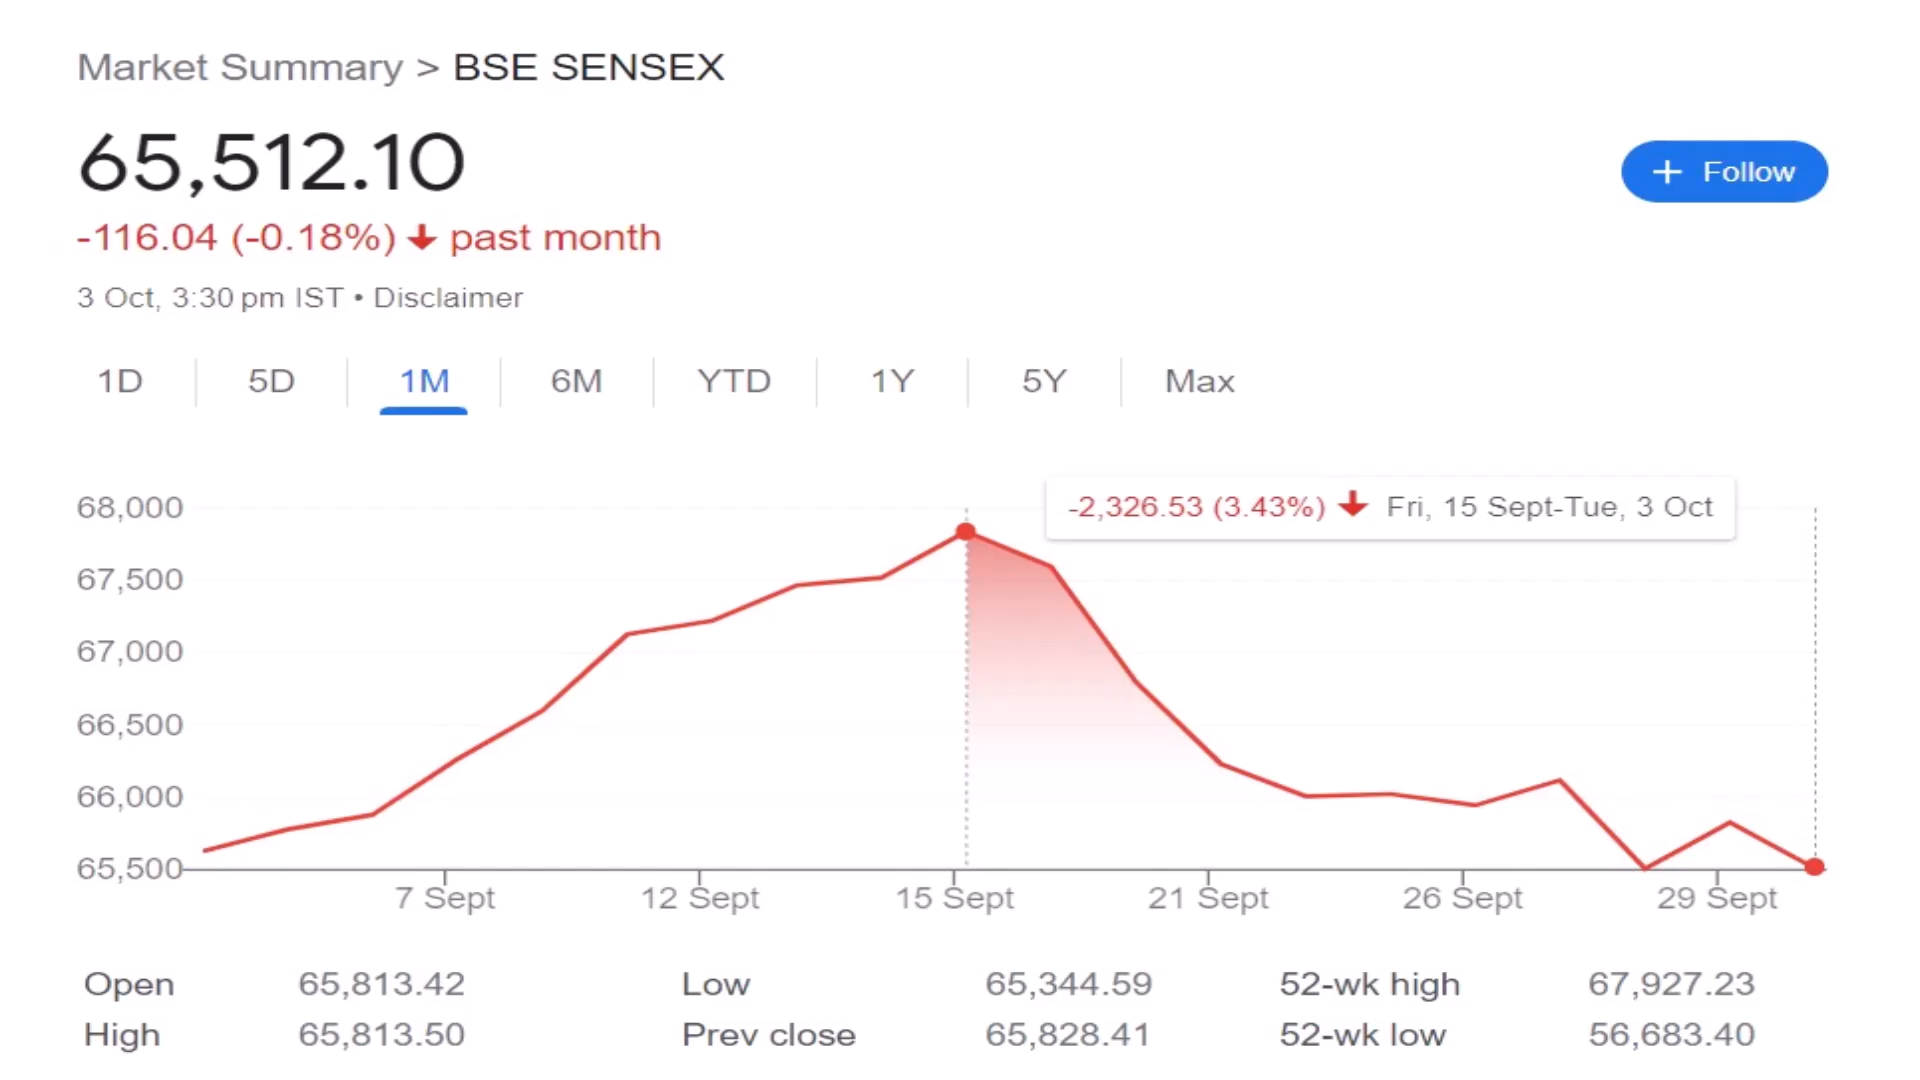 Market Summary > BSE SENSEX
65,512.10
+ Follow
-116.04 (-0.18%) ↓ past month
3 Oct, 3:30 pm IST • Disclaimer
1D 5D 1M 6M YTD 1Y 5Y Max
-2,326.53 (3.43%) ↓ Fri, 15 Sept-Tue, 3 Oct
68,000
67,500
67,000
66,500
66,000
65,500
7 Sept 12 Sept 15 Sept 21 Sept 26 Sept 29 Sept
Open 65,813.42 Low 65,344.59 52-wk high 67,927.23
High 65,813.50 Prev close 65,828.41 52-wk low 56,683.40